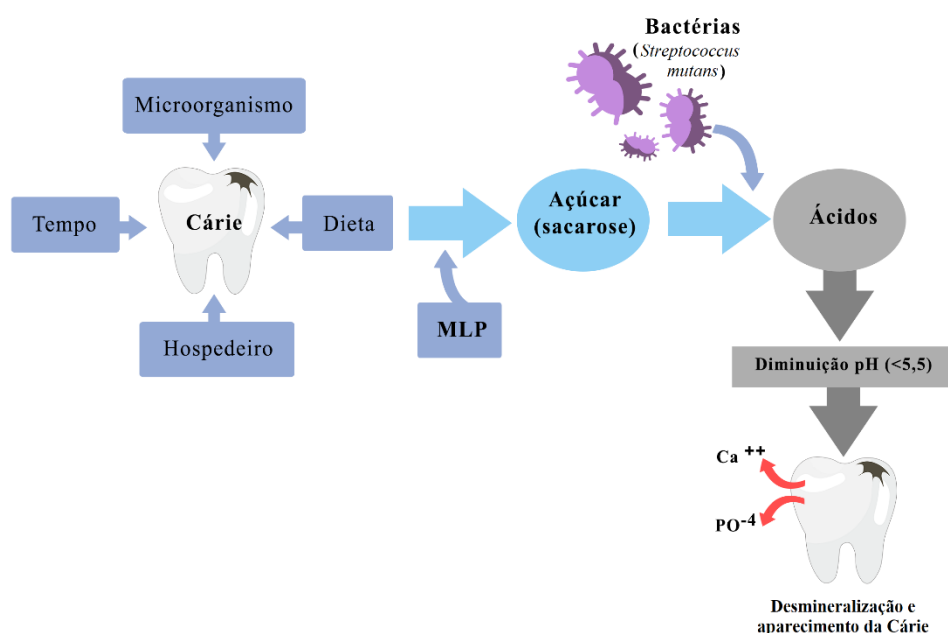 Bactérias
(Streptococcus
mutans)
Microorganismo
Tempo
Cárie
Dieta
Hospedeiro
MLP
Açúcar
(sacarose)
Ácidos
Diminuição pH (<5,5)
Ca ++
PO-4
Desmineralização e
aparecimento da Cárie